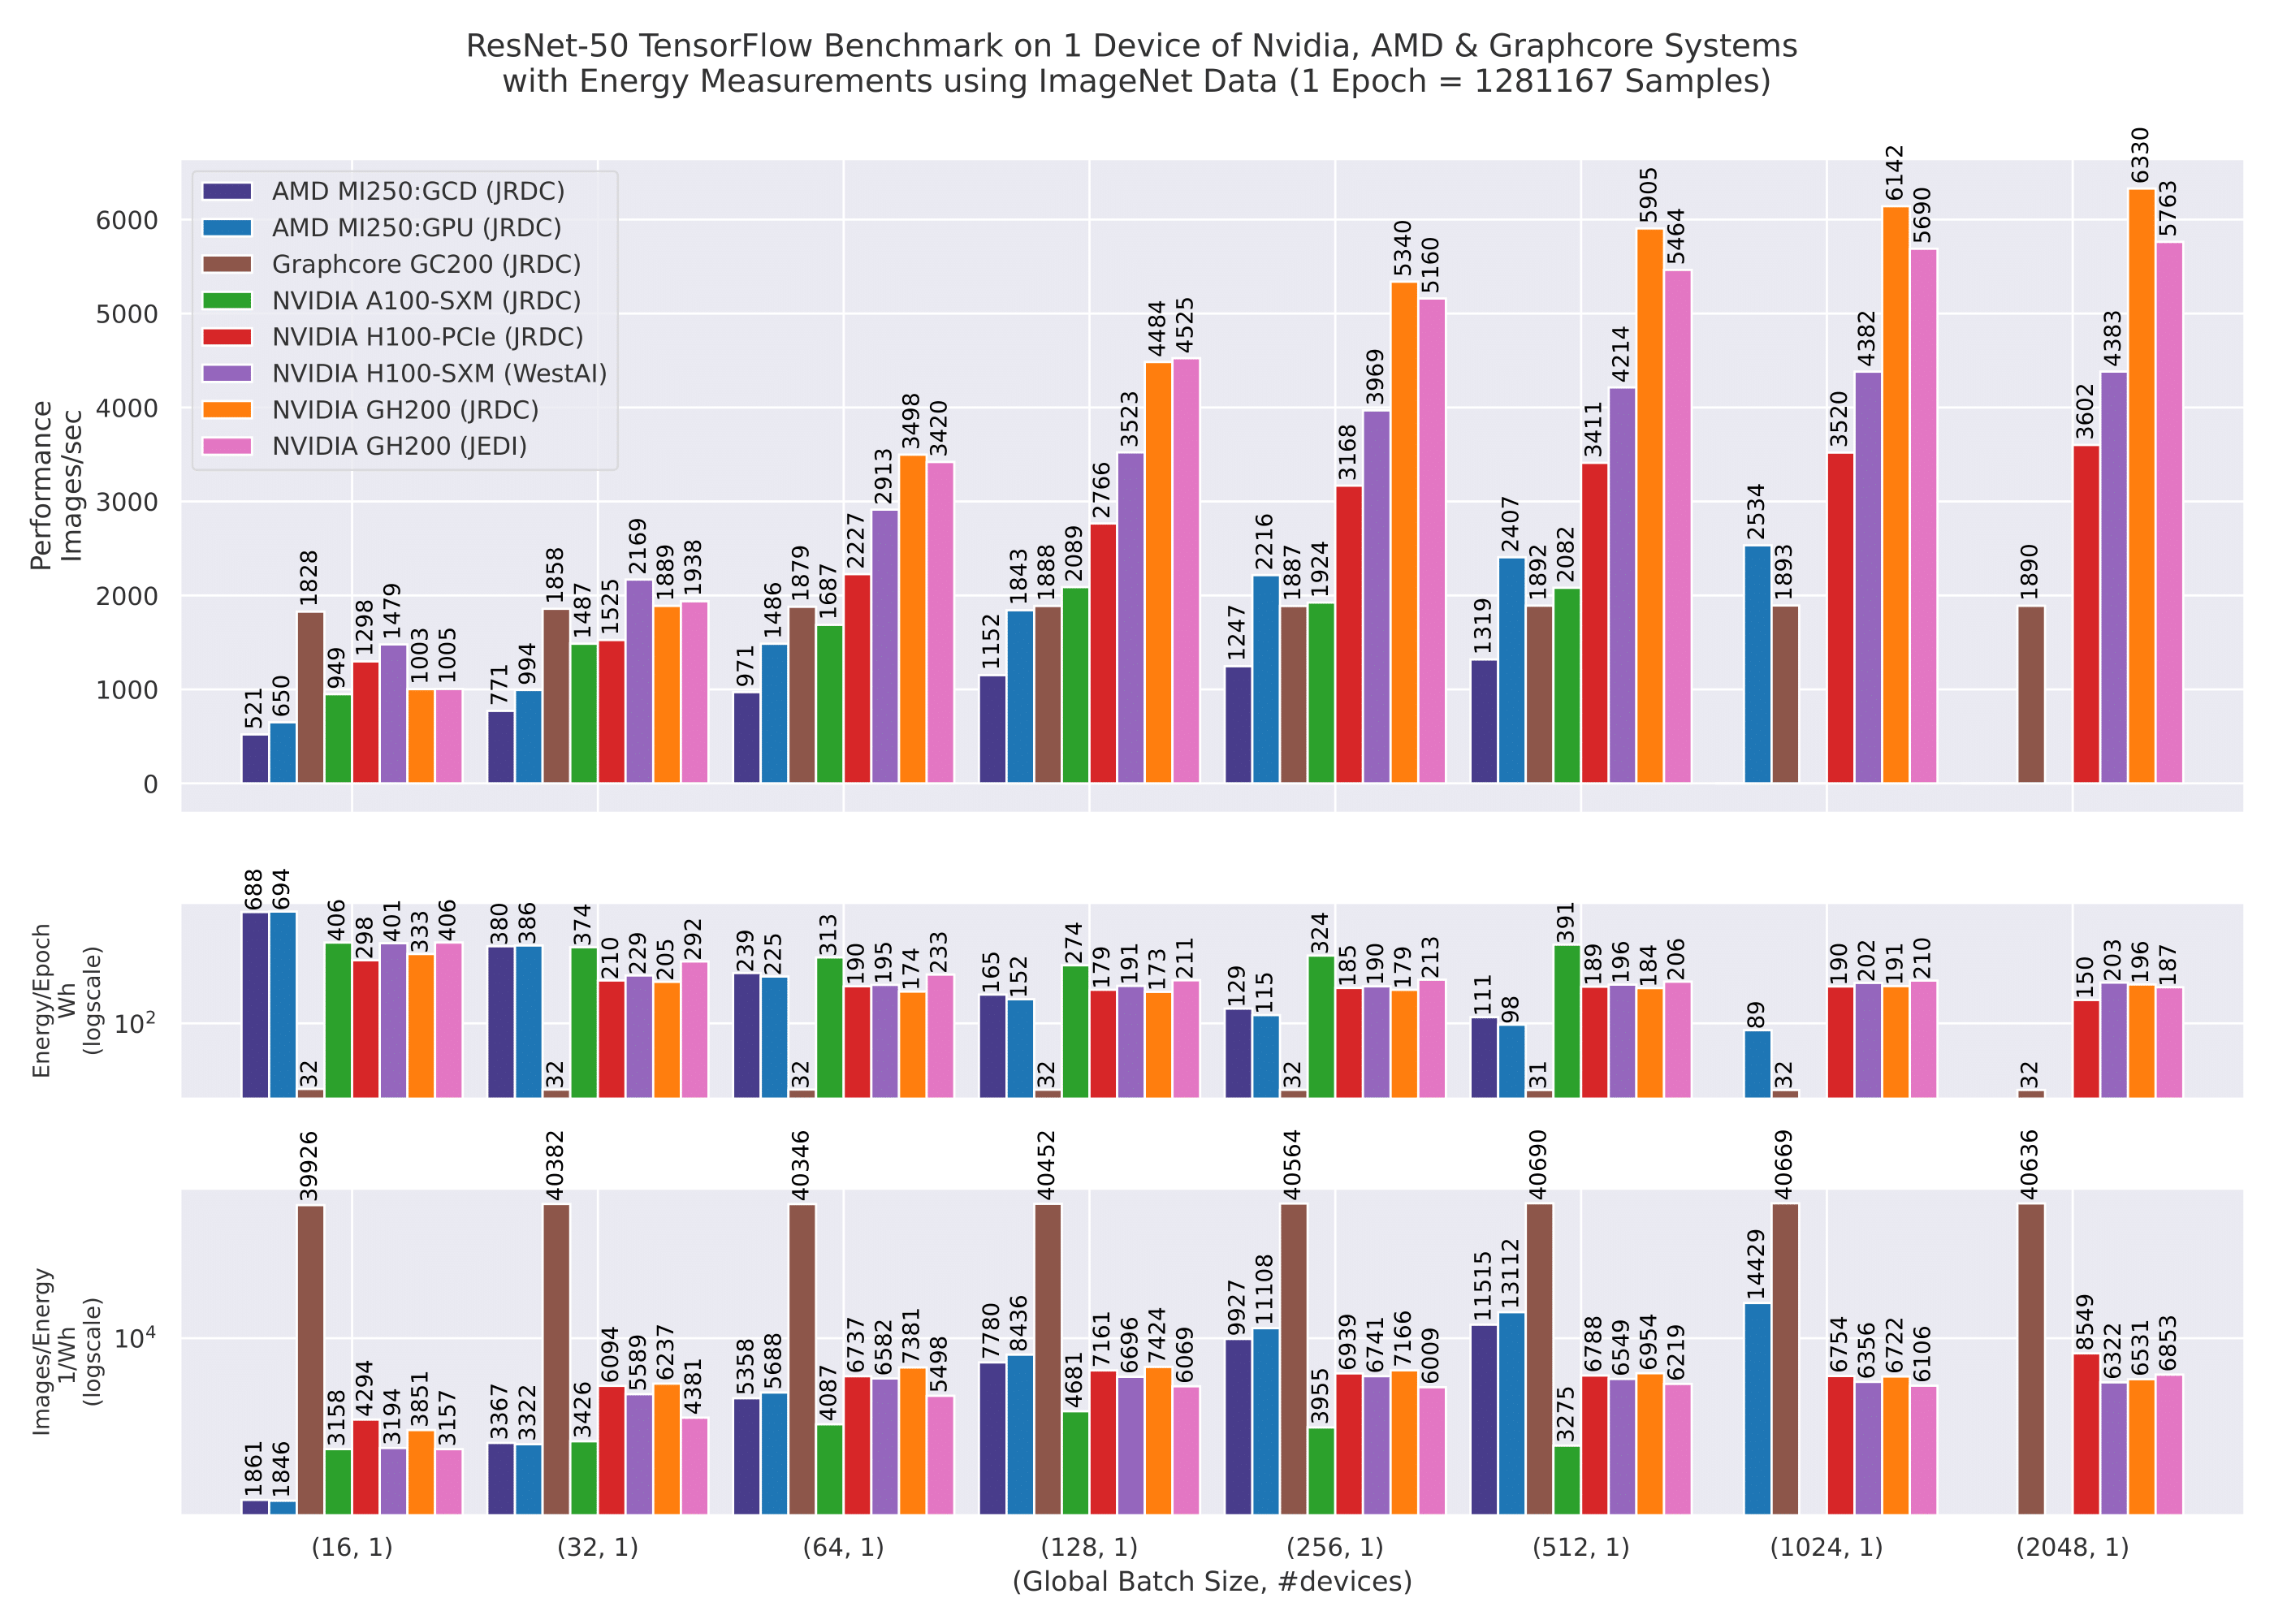 ResNet-50 TensorFlow Benchmark on 1 Device of Nvidia, AMD & Graphcore Systems
with Energy Measurements using ImageNet Data (1 Epoch = 1281167 Samples)
AMD MI250:GCD (JRDC)
AMD MI250:GPU (JRDC)
Graphcore GC200 (JRDC)
NVIDIA A100-SXM (JRDC)
NVIDIA H100-PCIe (JRDC)
NVIDIA H100-SXM (WestAI)
NVIDIA GH200 (JRDC)
NVIDIA GH200 (JEDI)
Performance
Images/sec
6000
5000
4000
3000
2000
1000
0
521 650 1828 949 1298 1479 1003 1005
771 994 1858 1487 1525 2169 1889 1938
971 1486 1879 1687 2227 2913 3498 3420
1152 1843 1888 2089 2766 3523 4484 4525
1247 2216 1887 1924 3168 3969 5340 5160
1319 2407 1892 2082 3411 4214 5905 5464
2534 1893 3520 4382 6142 5690
1890 3602 4383 6330 5763
Energy/Epoch
Wh
(logscale)
10²
688 694 32 406 298 401 333 406
380 386 32 374 210 229 205 292
239 225 32 313 190 195 174 233
165 152 32 274 179 191 173 211
129 115 32 324 185 190 179 213
111 98 31 391 189 196 184 206
89 32 190 202 191 210
32 150 203 196 187
Images/Energy
1/Wh
(logscale)
10⁴
1861 1846 39926 3158 4294 3194 3851 3157
3367 3322 40382 3426 6094 5589 6237 4381
5358 5688 40346 4087 6737 6582 7381 5498
7780 8436 40452 4681 7161 6696 7424 6069
9927 11108 40564 3955 6939 6741 7166 6009
11515 13112 40690 3275 6788 6549 6954 6219
14429 40669 6754 6356 6722 6106
40636 8549 6322 6531 6853
(16, 1) (32, 1) (64, 1) (128, 1) (256, 1) (512, 1) (1024, 1) (2048, 1)
(Global Batch Size, #devices)